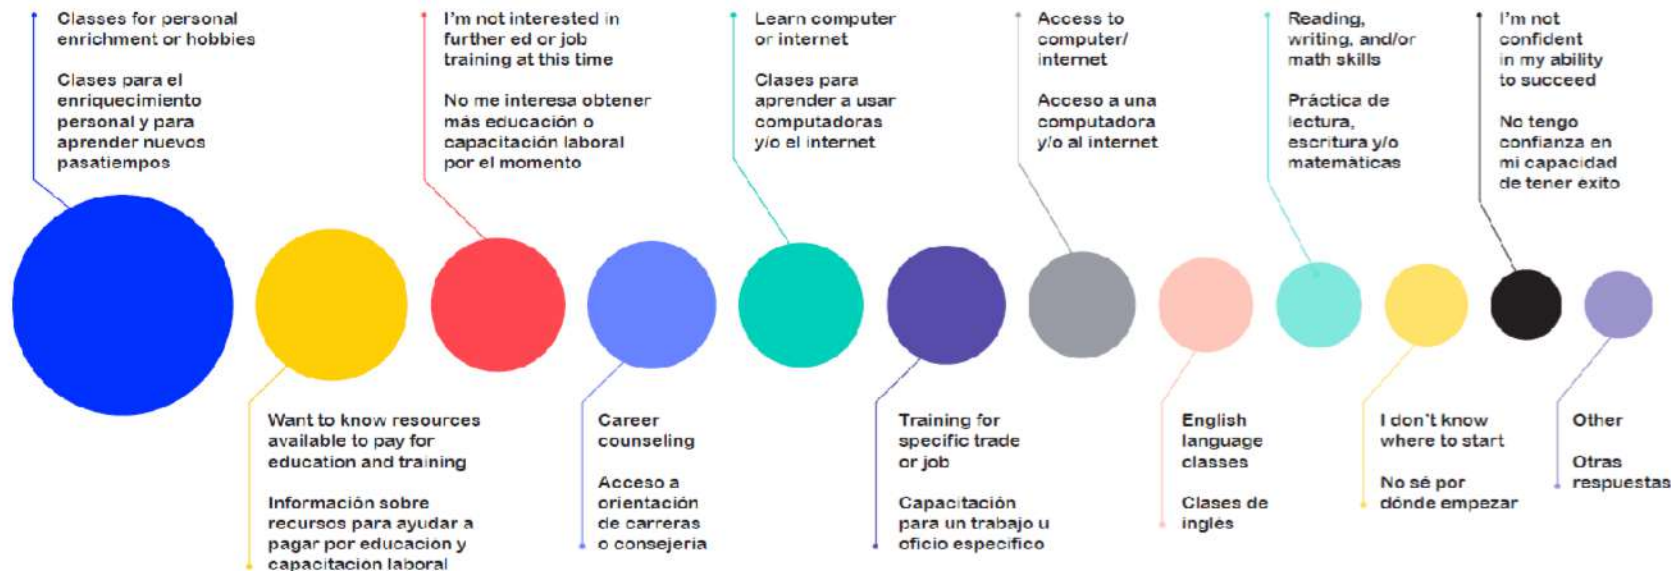 Classes for personal
enrichment or hobbies
Clases para el
enriquecimiento
personal y para
aprender nuevos
pasatiempos
I'm not interested in
further ed or job
training at this time
No me interesa obtener
más educación o
capacitación laboral
por el momento
Learn computer
or internet
Clases para
aprender a usar
computadoras
y/o el internet
Access to
computer/
internet
Acceso a una
computadora
y/o al internet
Reading,
writing, and/or
math skills
Práctica de
lectura,
escritura y/o
matemáticas
I'm not
confident
in my ability
to succeed
No tengo
confianza en
mi capacidad
de tener éxito
Want to know resources
available to pay for
education and training
Información sobre
recursos para ayudar a
pagar por educación y
capacitación laboral
Career
counseling
Acceso a
orientación
de carreras
o consejería
Training for
specific trade
or job
Capacitación
para un trabajo u
oficio específico
English
language
classes
Clases de
inglés
I don't know
where to start
No sé por
dónde empezar
Other
Otras
respuestas